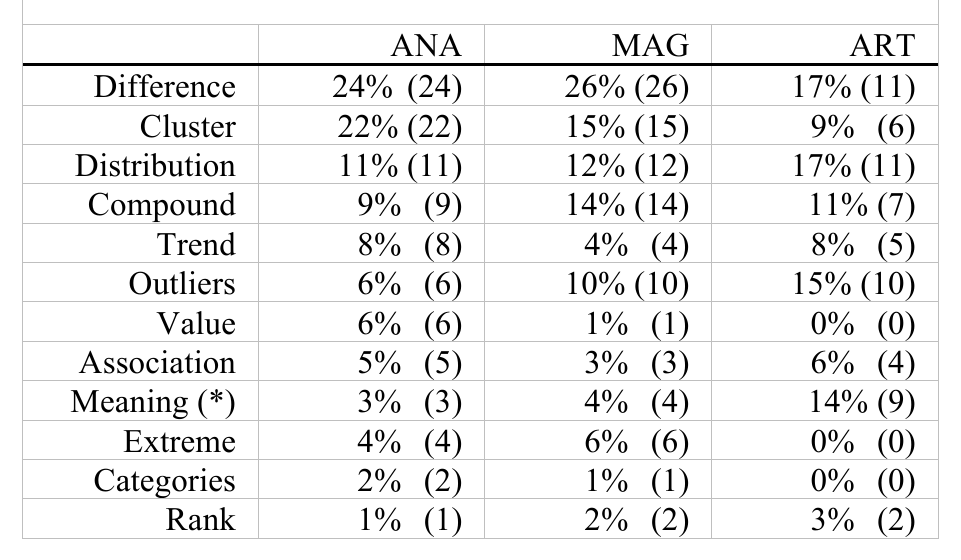 ANA MAG ART
Difference 24% (24) 26% (26) 17% (11)
Cluster 22% (22) 15% (15) 9% (6)
Distribution 11% (11) 12% (12) 17% (11)
Compound 9% (9) 14% (14) 11% (7)
Trend 8% (8) 4% (4) 8% (5)
Outliers 6% (6) 10% (10) 15% (10)
Value 6% (6) 1% (1) 0% (0)
Association 5% (5) 3% (3) 6% (4)
Meaning (*) 3% (3) 4% (4) 14% (9)
Extreme 4% (4) 6% (6) 0% (0)
Categories 2% (2) 1% (1) 0% (0)
Rank 1% (1) 2% (2) 3% (2)